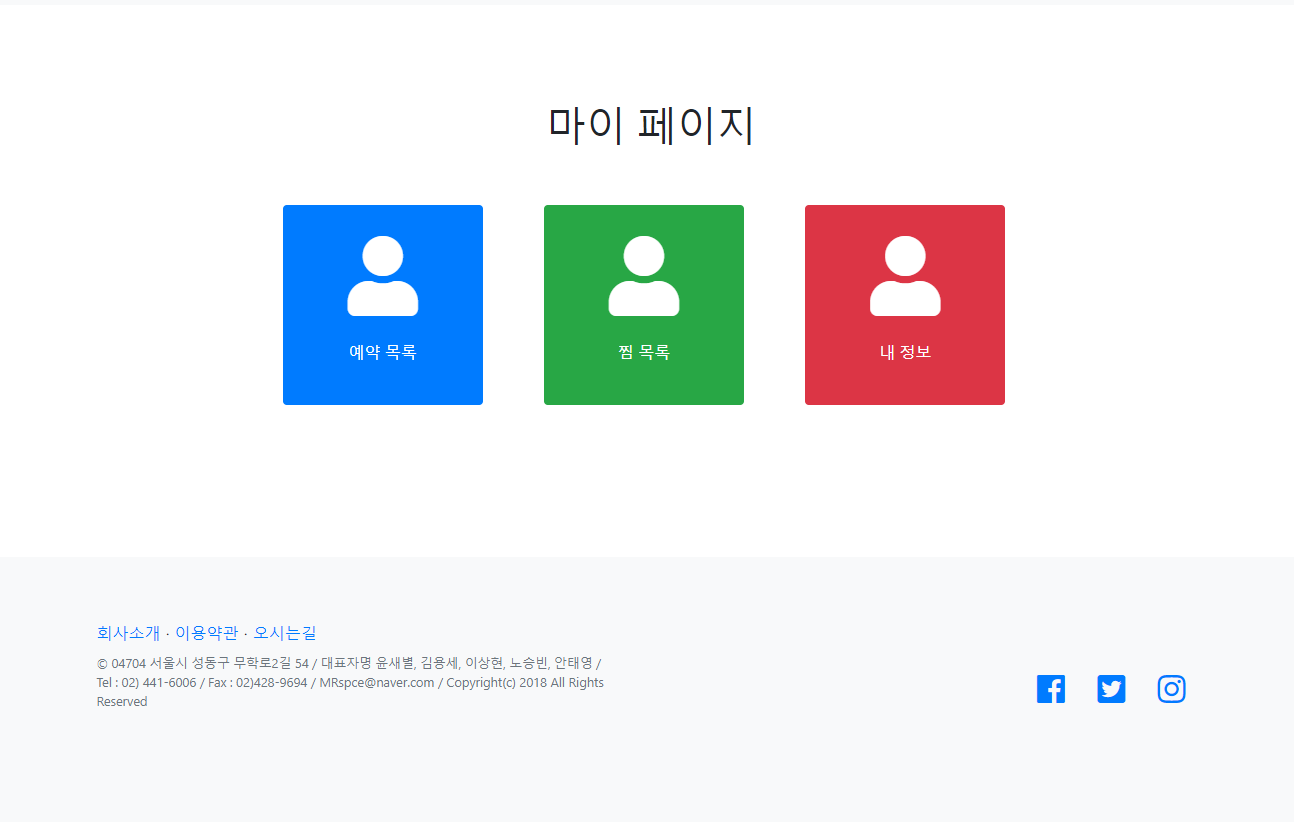 마이 페이지
예약 목록
찜 목록
내 정보
회사소개 · 이용약관 · 오시는길
© 04704 서울시 성동구 무학로2길 54 / 대표자명 윤새별, 김용세, 이상현, 노승빈, 안태영 /
Tel : 02) 441-6006 / Fax : 02)428-9694 / MRspce@naver.com / Copyright(c) 2018 All Rights
Reserved